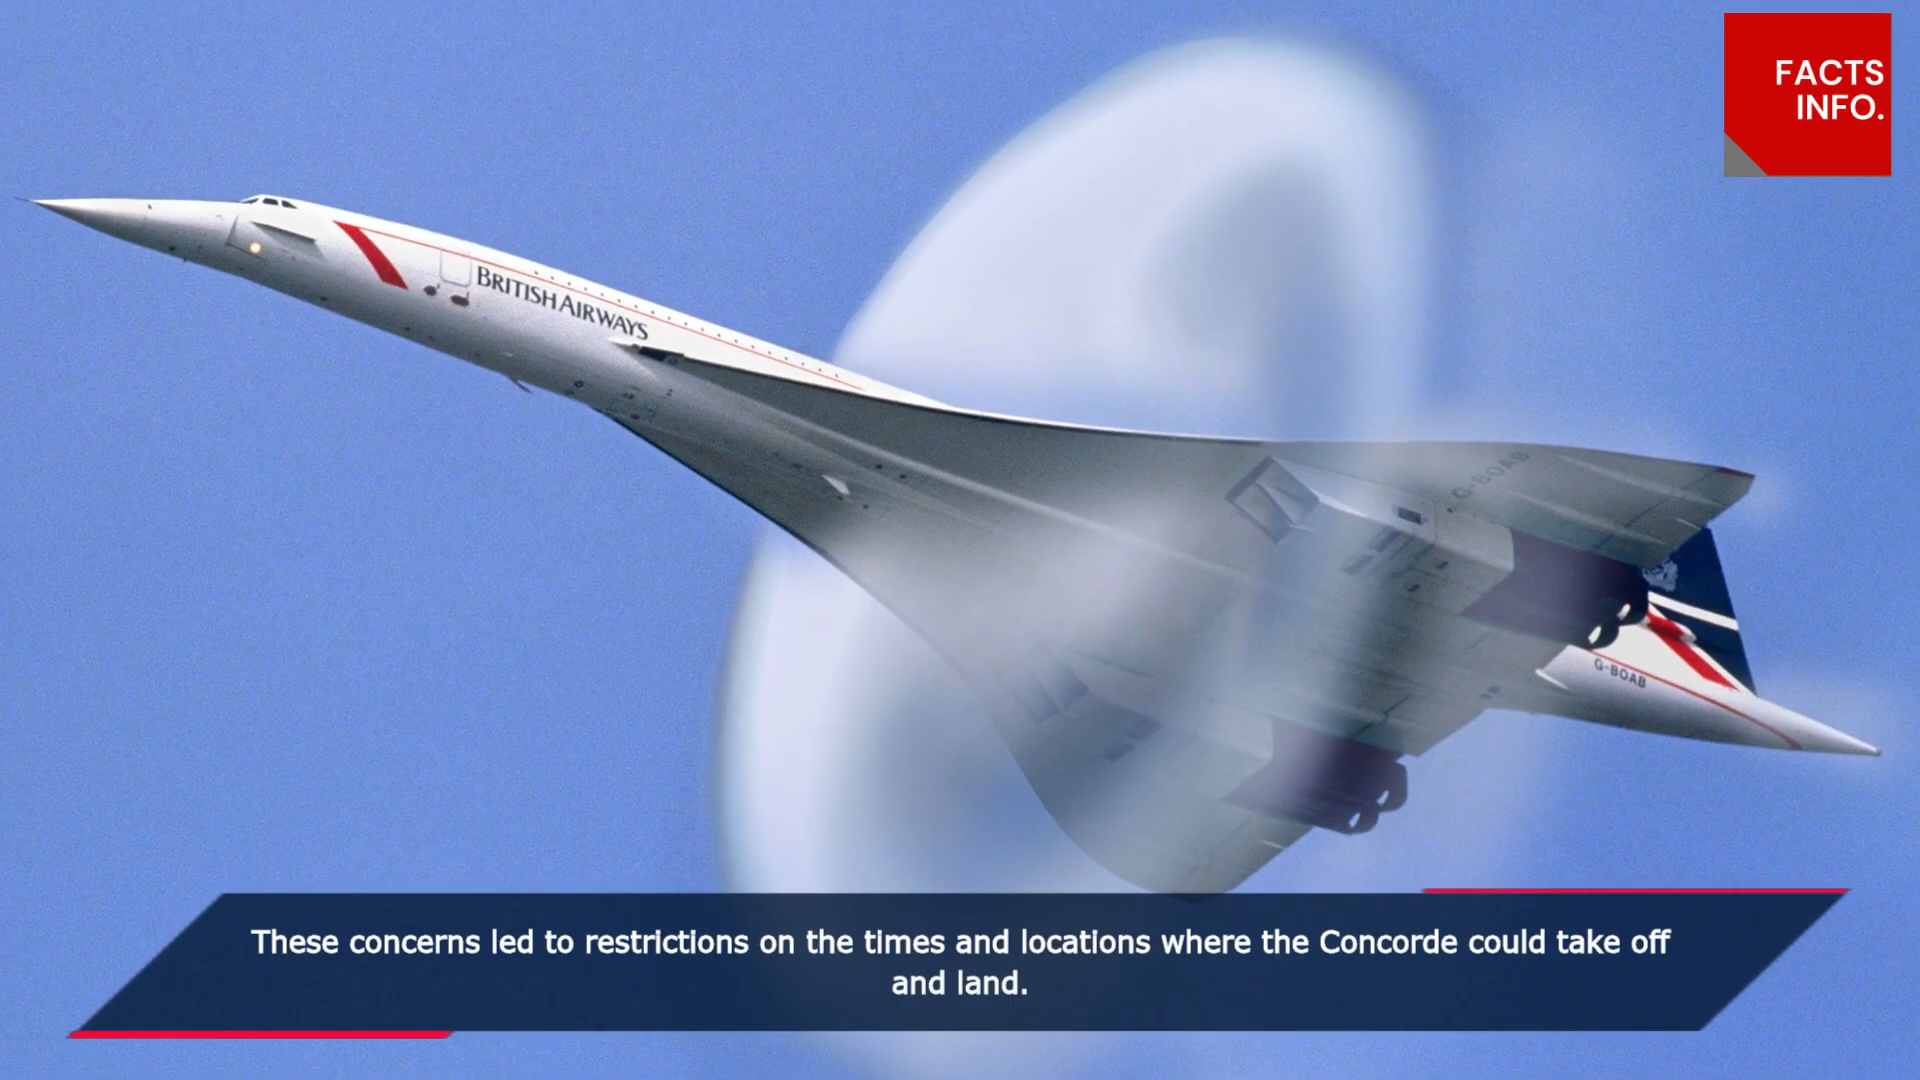 FACTS
INFO.
BRITISH AIRWAYS
G-BOAB
G-BOAB
These concerns led to restrictions on the times and locations where the Concorde could take off
and land.